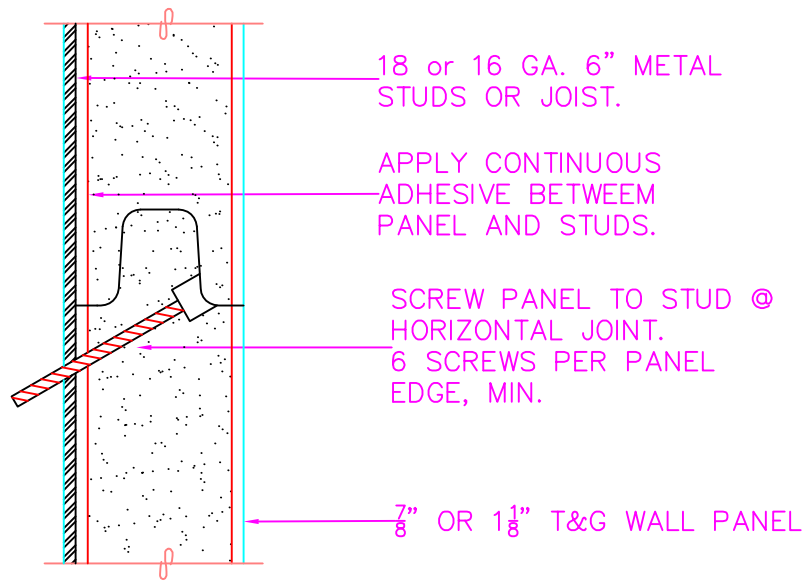 18 or 16 GA. 6" METAL
STUDS OR JOIST.
APPLY CONTINUOUS
ADHESIVE BETWEEM
PANEL AND STUDS.
SCREW PANEL TO STUD @
HORIZONTAL JOINT.
6 SCREWS PER PANEL
EDGE, MIN.
7/8" OR 1 1/8" T&G WALL PANEL